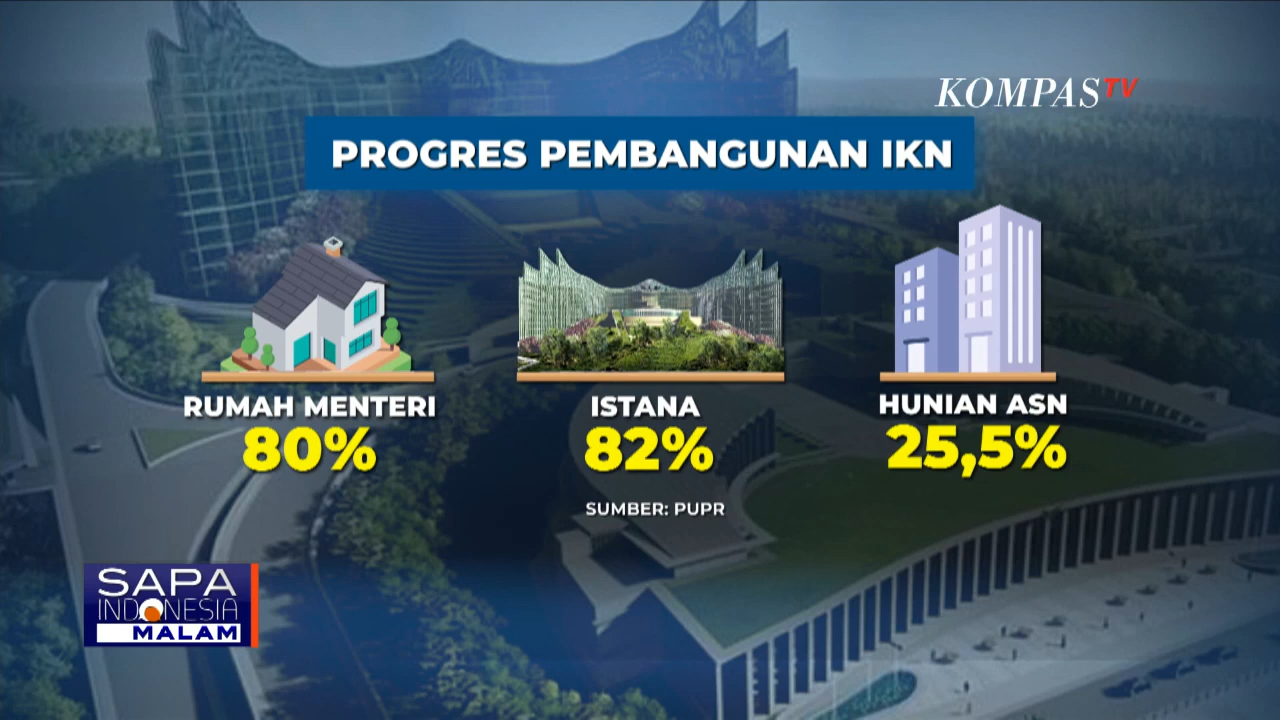 KOMPASTV
PROGRES PEMBANGUNAN IKN
RUMAH MENTERI
80%
ISTANA
82%
HUNIAN ASN
25,5%
SUMBER: PUPR
SAPA
INDONESIA
MALAM